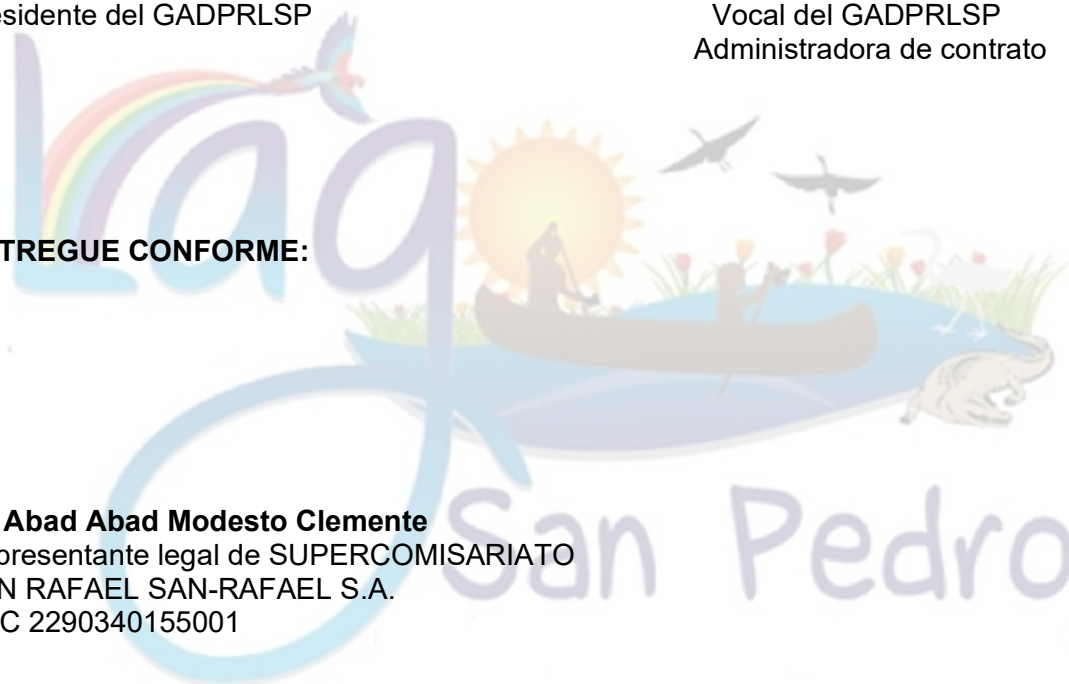 esidente del GADPRLSP
Vocal del GADPRLSP
Administradora de contrato
TREGUE CONFORME:
Lag
San Pedro
Abad Abad Modesto Clemente
presentante legal de SUPERCOMISARIATO
N RAFAEL SAN-RAFAEL S.A.
C 2290340155001